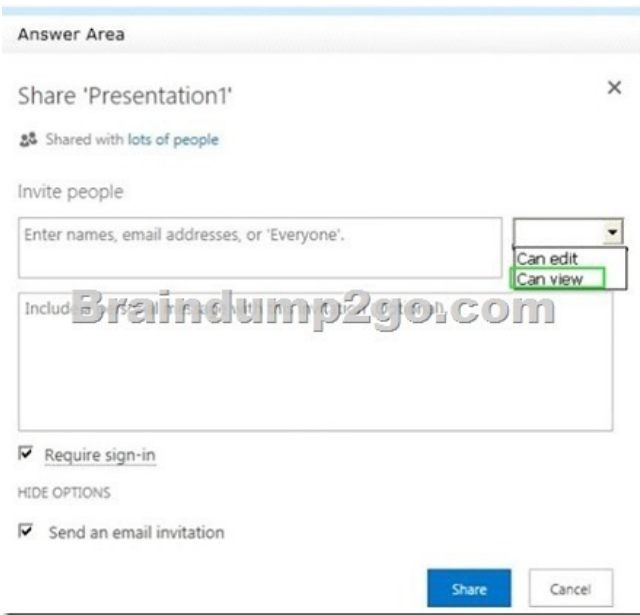 Answer Area
Share 'Presentation1'
Shared with lots of people
Invite people
Enter names, email addresses, or 'Everyone'.
Can edit
Can view
Braindump2go.com
Require sign-in
HIDE OPTIONS
Send an email invitation
Share
Cancel